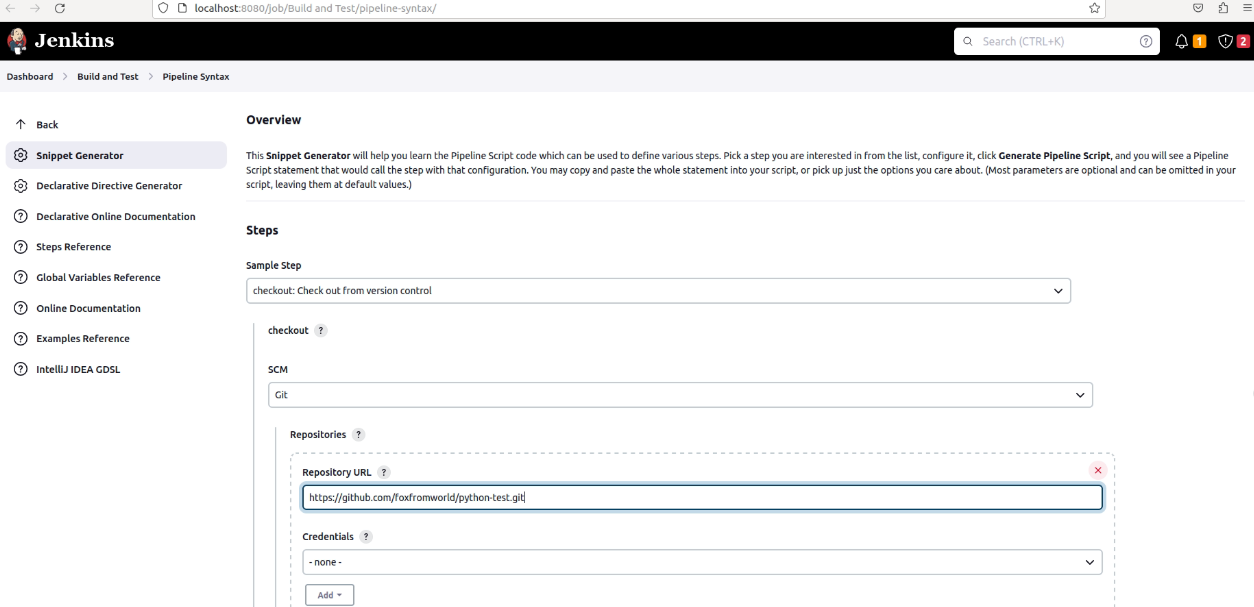 localhost:8080/job/Build and Test/pipeline-syntax/
Jenkins
Search (CTRL+K)
?
1
2
Dashboard > Build and Test > Pipeline Syntax
Back
Snippet Generator
Declarative Directive Generator
? Declarative Online Documentation
? Steps Reference
? Global Variables Reference
? Online Documentation
? Examples Reference
? IntelliJ IDEA GDSL
Overview
This Snippet Generator will help you learn the Pipeline Script code which can be used to define various steps. Pick a step you are interested in from the list, configure it, click Generate Pipeline Script, and you will see a Pipeline
Script statement that would call the step with that configuration. You may copy and paste the whole statement into your script, or pick up just the options you care about. (Most parameters are optional and can be omitted in your
script, leaving them at default values.)
Steps
Sample Step
checkout: Check out from version control
checkout ?
SCM
Git
Repositories ?
Repository URL ?
https://github.com/foxfromworld/python-test.git
Credentials ?
- none -
Add